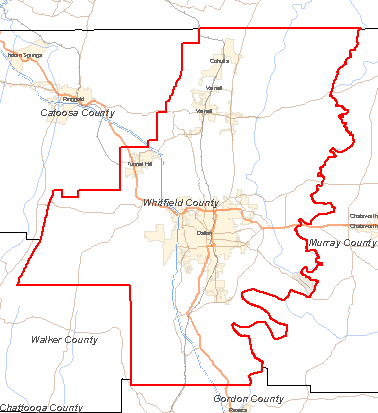 Cohutta
Indian Springs
Varnell
Ringgold
Catoosa County
Varnell
Tunnel Hill
Whitfield County
Chatsworth
Chatsworth
Dalton
Murray County
Walker County
Gordon County
Chattooga County
Resaca